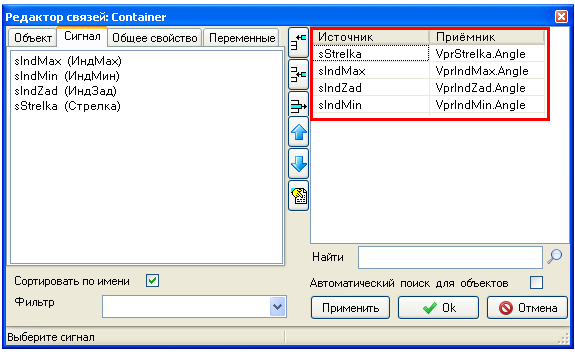 Редактор связей: Container
Объект Сигнал Общее свойство Переменные
sIndMax (ИндМах)
sIndMin (ИндМин)
sIndZad (ИндЗад)
sStrelka (Стрелка)
Источник Приёмник
sStrelka VprStrelka.Angle
sIndMax VprIndMax.Angle
sIndZad VprIndZad.Angle
sIndMin VprIndMin.Angle
Найти
Сортировать по имени
Автоматический поиск для объектов
Фильтр
Применить Ok Отмена
Выберите сигнал